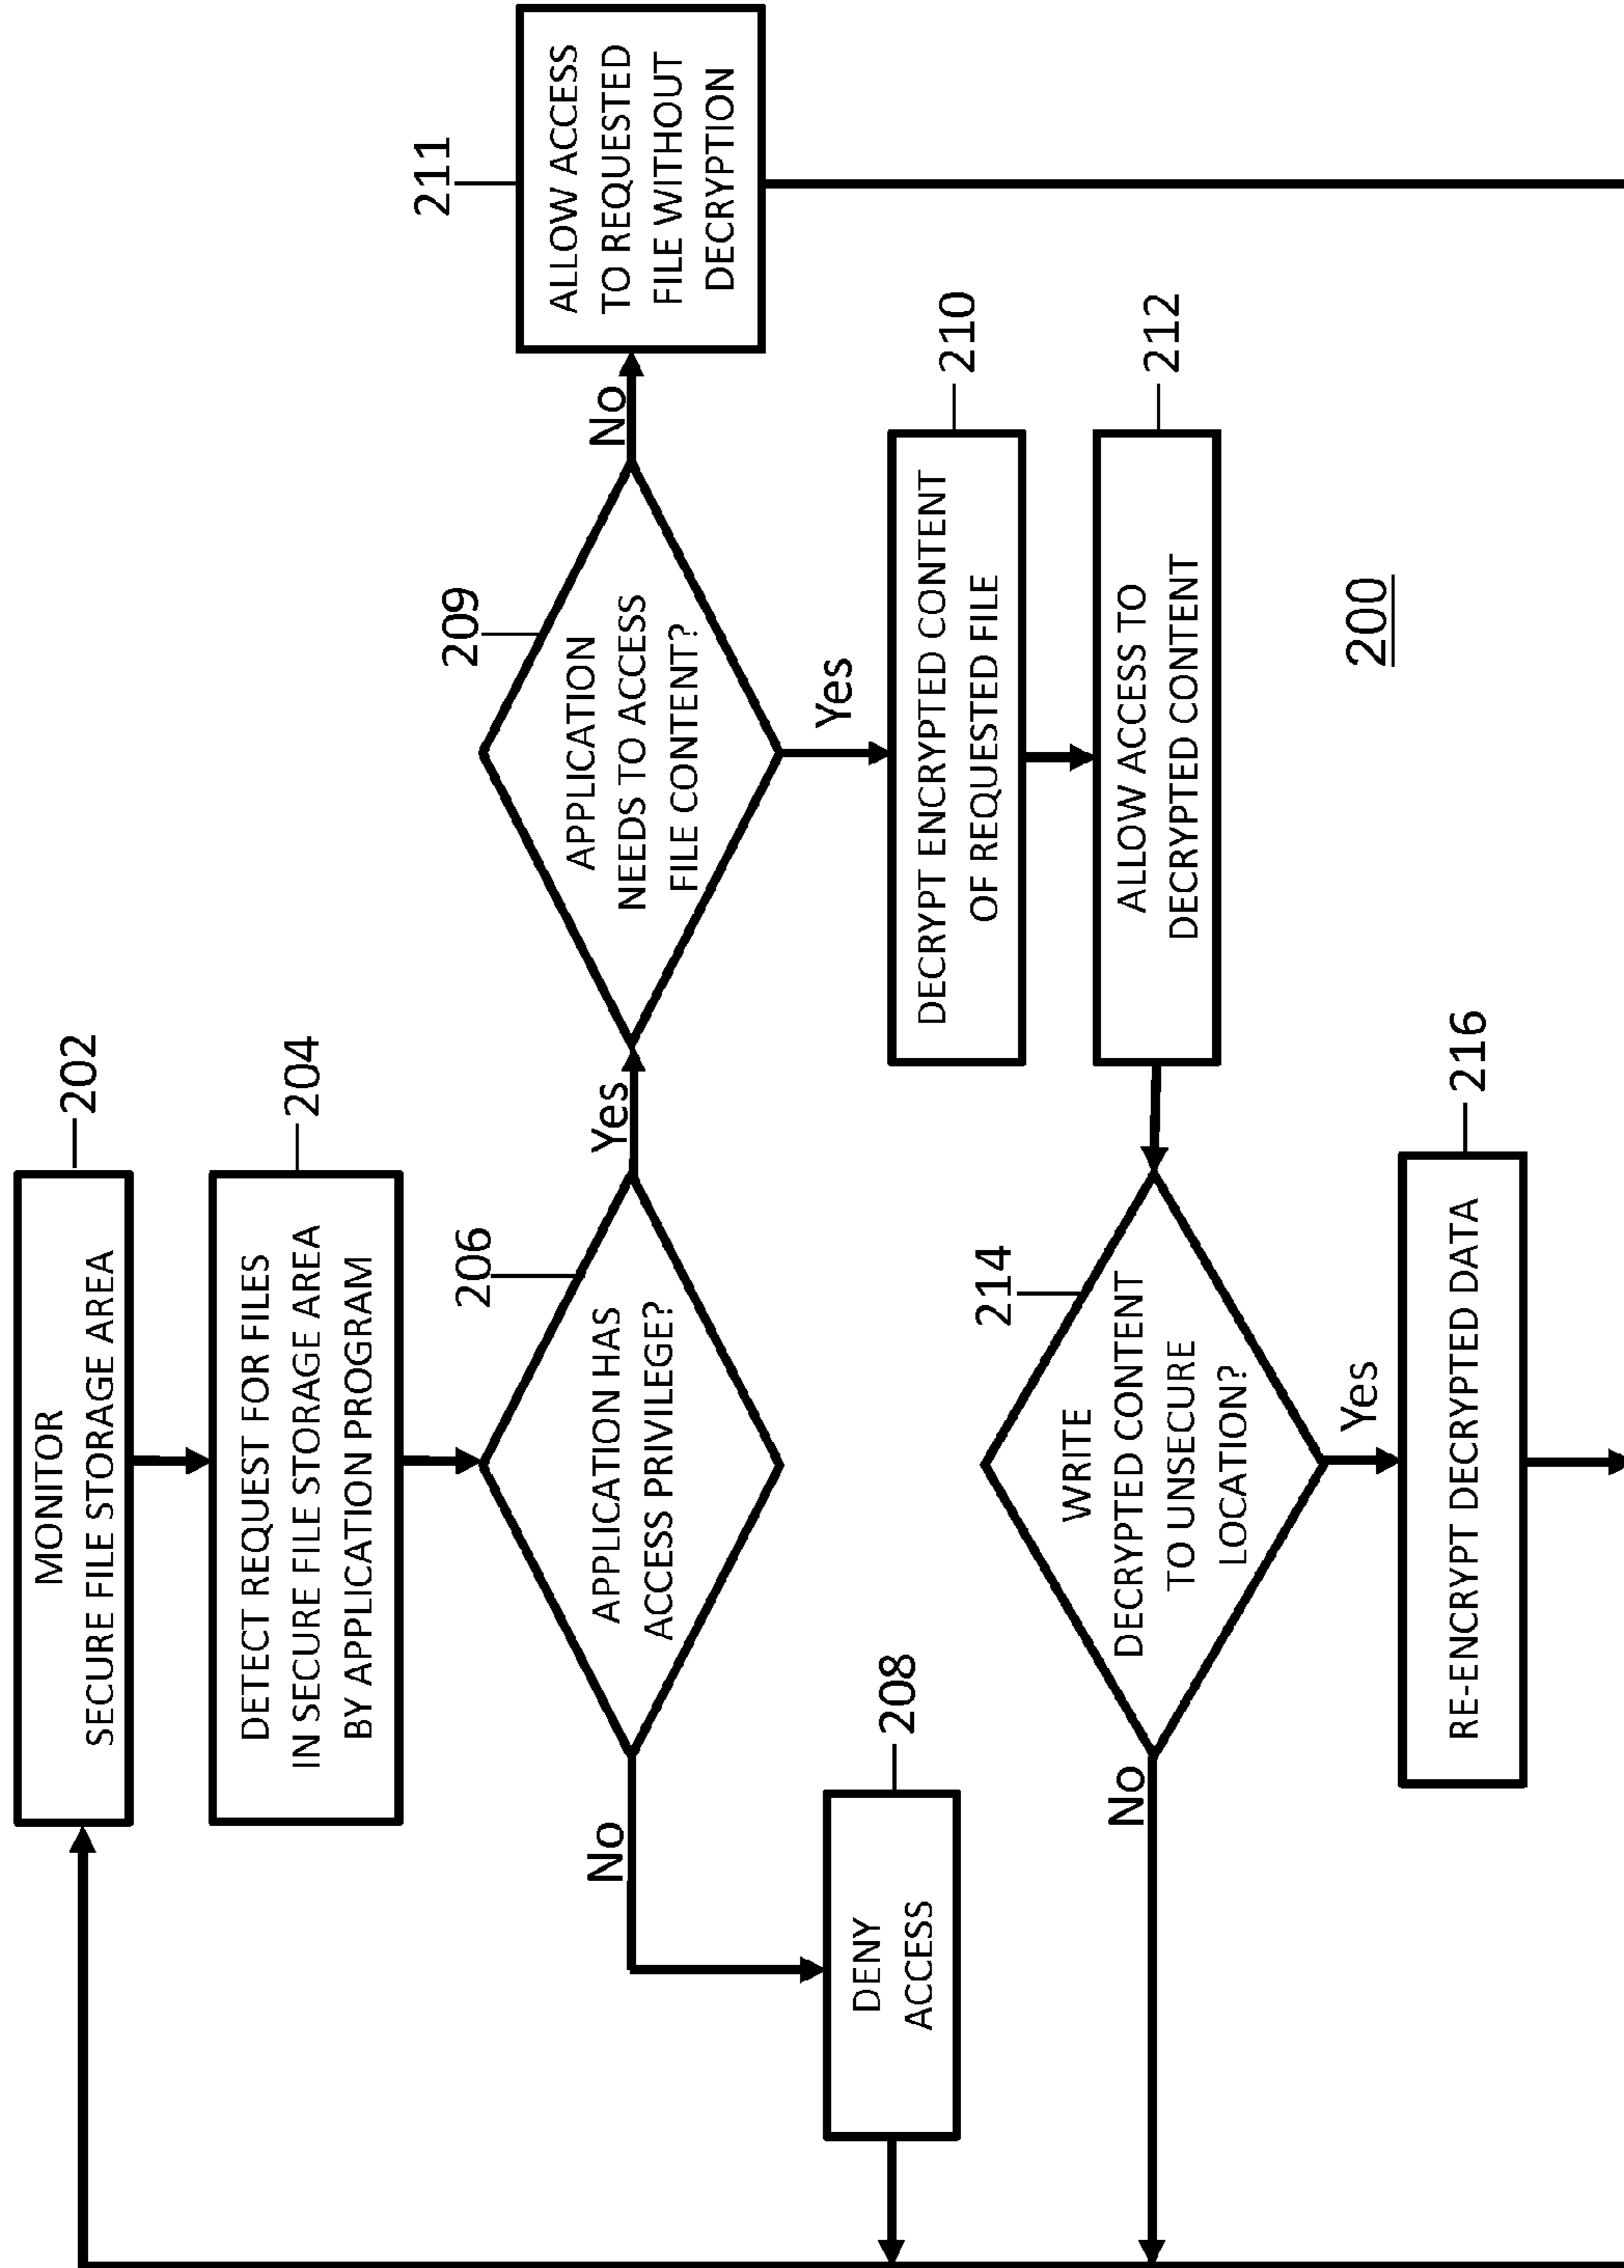 202
MONITOR
SECURE FILE STORAGE AREA
204
DETECT REQUEST FOR FILES
IN SECURE FILE STORAGE AREA
BY APPLICATION PROGRAM
206
APPLICATION HAS
ACCESS PRIVILEGE?
No
Yes
208
DENY
ACCESS
209
APPLICATION
NEEDS TO ACCESS
FILE CONTENT?
No
Yes
211
ALLOW ACCESS
TO REQUESTED
FILE WITHOUT
DECRYPTION
210
DECRYPT ENCRYPTED CONTENT
OF REQUESTED FILE
212
ALLOW ACCESS TO
DECRYPTED CONTENT
214
WRITE
DECRYPTED CONTENT
TO UNSECURE
LOCATION?
No
Yes
216
RE-ENCRYPT DECRYPTED DATA
200